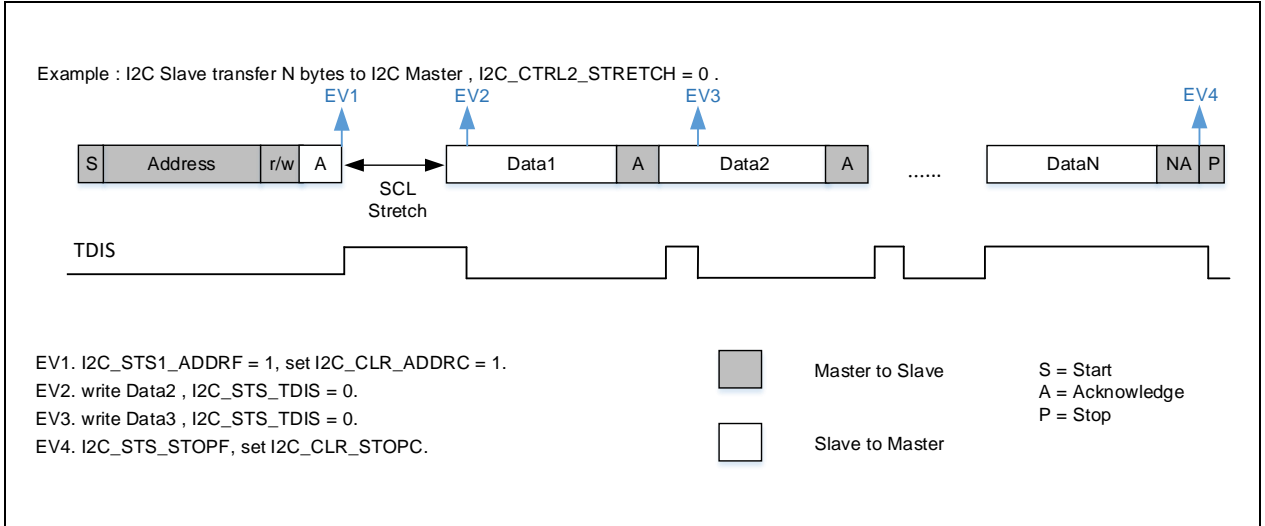 Example : I2C Slave transfer N bytes to I2C Master , I2C_CTRL2_STRETCH = 0 .
EV1 EV2 EV3 EV4
S Address r/w A Data1 A Data2 A ...... DataN NA P
SCL
Stretch
TDIS
EV1. I2C_STS1_ADDRF = 1, set I2C_CLR_ADDRC = 1.
EV2. write Data2 , I2C_STS_TDIS = 0.
EV3. write Data3 , I2C_STS_TDIS = 0.
EV4. I2C_STS_STOPF, set I2C_CLR_STOPC.
Master to Slave
Slave to Master
S = Start
A = Acknowledge
P = Stop